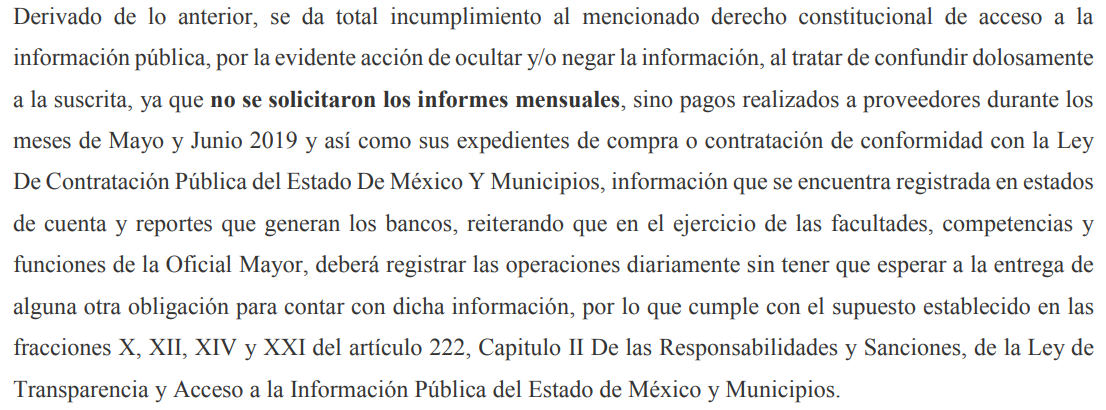 Derivado de lo anterior, se da total incumplimiento al mencionado derecho constitucional de acceso a la
información pública, por la evidente acción de ocultar y/o negar la información, al tratar de confundir dolosamente
a la suscrita, ya que no se solicitaron los informes mensuales, sino pagos realizados a proveedores durante los
meses de Mayo y Junio 2019 y así como sus expedientes de compra o contratación de conformidad con la Ley
De Contratación Pública del Estado De México Y Municipios, información que se encuentra registrada en estados
de cuenta y reportes que generan los bancos, reiterando que en el ejercicio de las facultades, competencias y
funciones de la Oficial Mayor, deberá registrar las operaciones diariamente sin tener que esperar a la entrega de
alguna otra obligación para contar con dicha información, por lo que cumple con el supuesto establecido en las
fracciones X, XII, XIV y XXI del artículo 222, Capitulo II De las Responsabilidades y Sanciones, de la Ley de
Transparencia y Acceso a la Información Pública del Estado de México y Municipios.